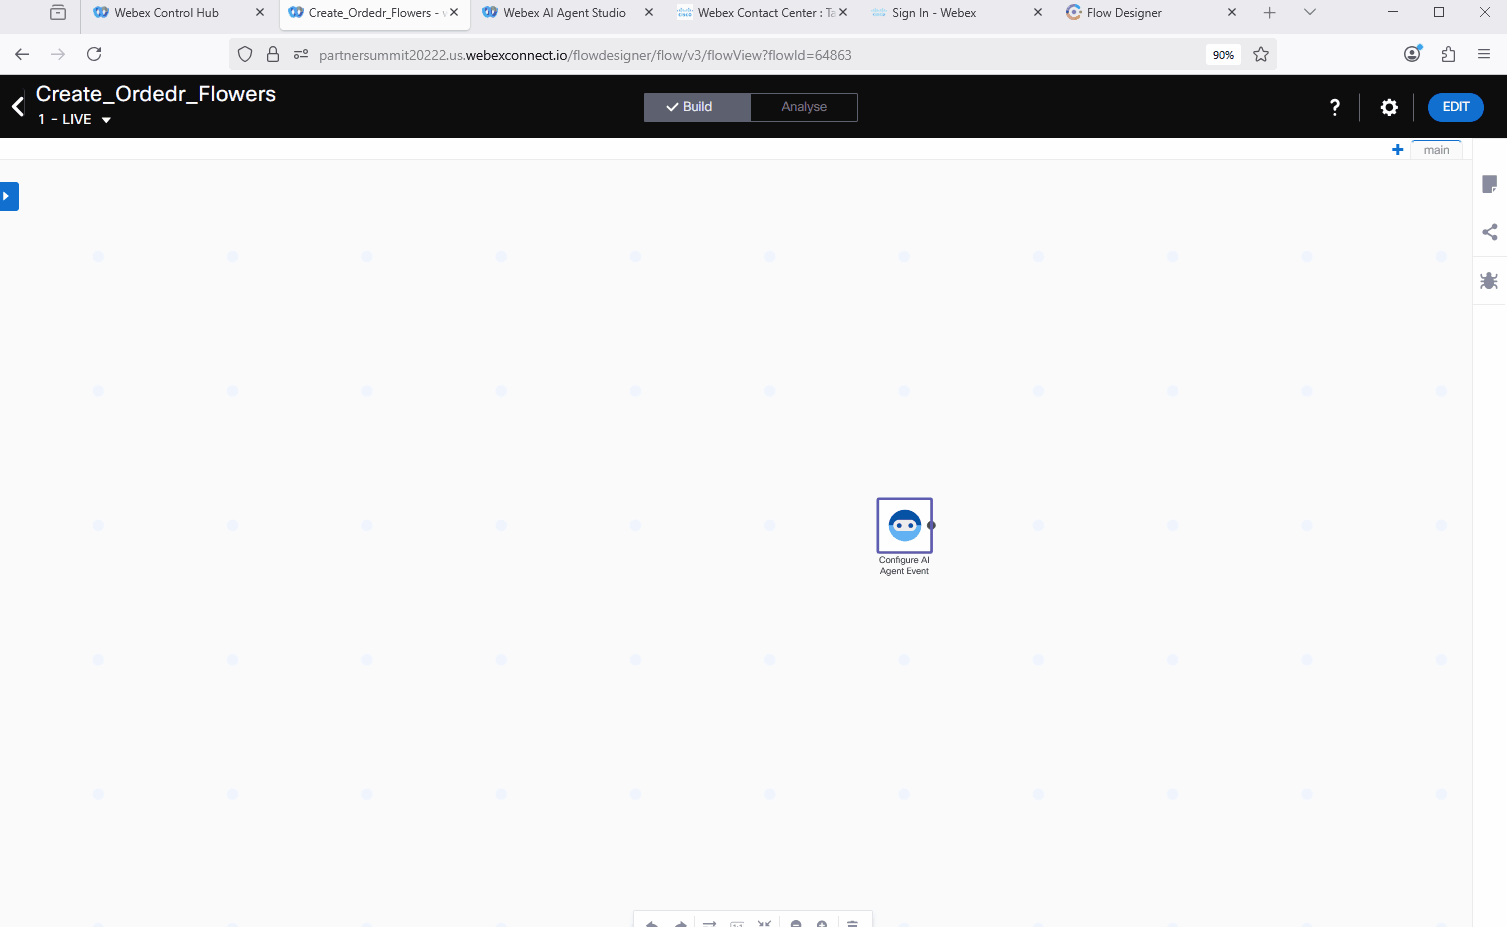 Webex Control Hub
Create_Ordedr_Flowers -
Webex AI Agent Studio
Webex Contact Center : Ta
Sign In - Webex
Flow Designer
partnersummit20222.us.webexconnect.io/flowdesigner/flow/v3/flowView?flowId=64863
90%
Create_Ordedr_Flowers
1 - LIVE
Build
Analyse
?
EDIT
main
Configure AI
Agent Event